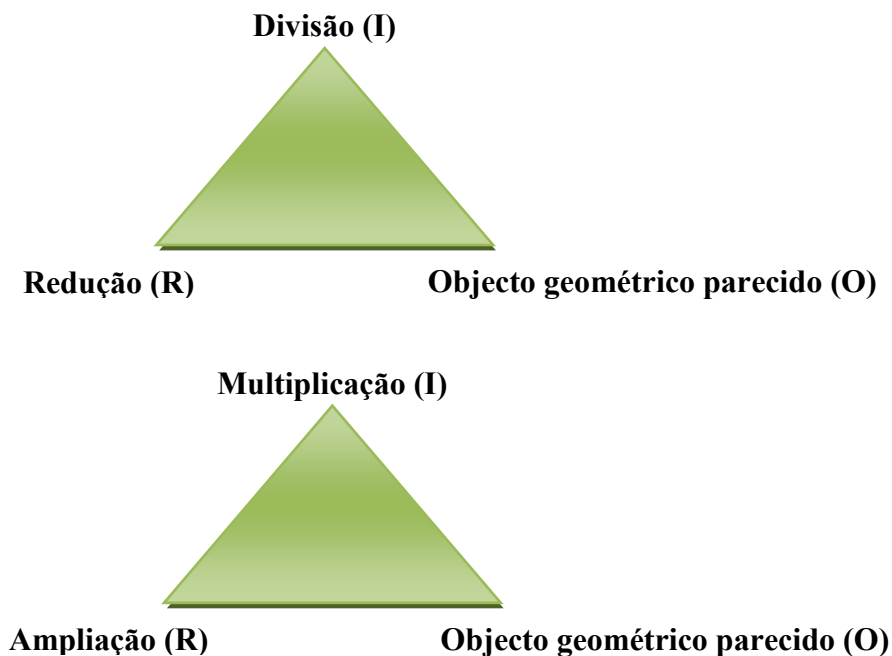 Divisão (I)
Redução (R) Objecto geométrico parecido (O)
Multiplicação (I)
Ampliação (R) Objecto geométrico parecido (O)